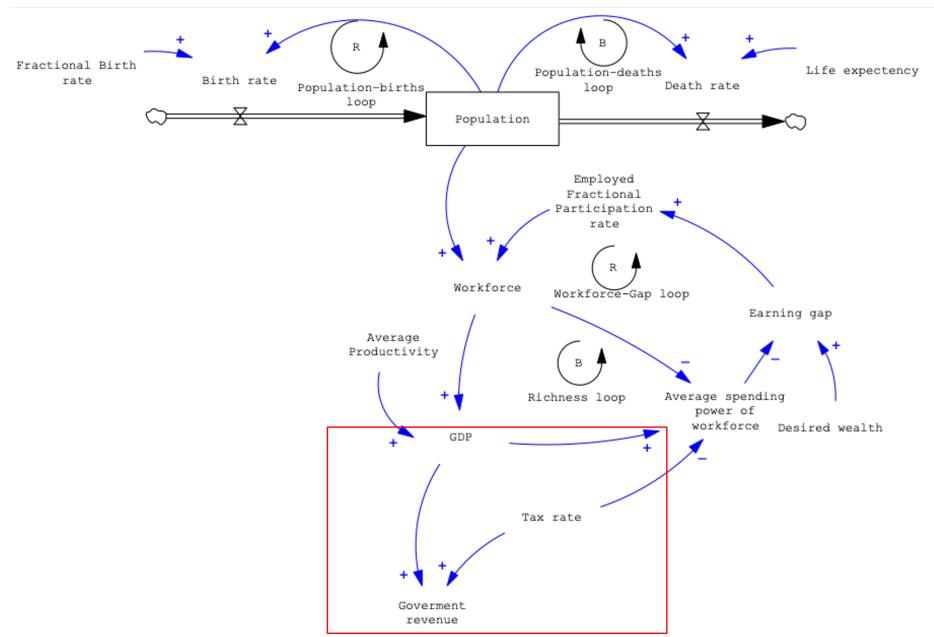 Fractional Birth
rate
+
Birth rate
+
R
Population-births
loop
B
Population-deaths
loop
+
Death rate
+
Life expectency
Population
Employed
Fractional
Participation
rate
+
+
+
Workforce
R
Workforce-Gap loop
Earning gap
Average
Productivity
B
Richness loop
+
+
−
−
+
Average spending
power of
workforce
Desired wealth
GDP
+
−
Tax rate
+
+
Goverment
revenue